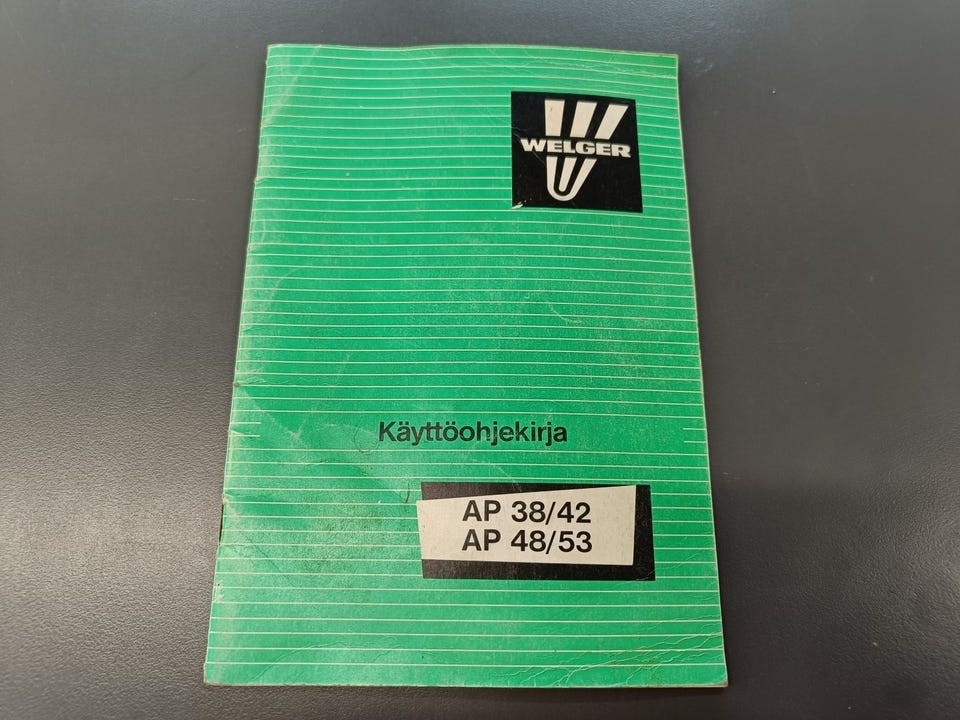 WELGER
Käyttöohjekirja
AP 38/42
AP 48/53